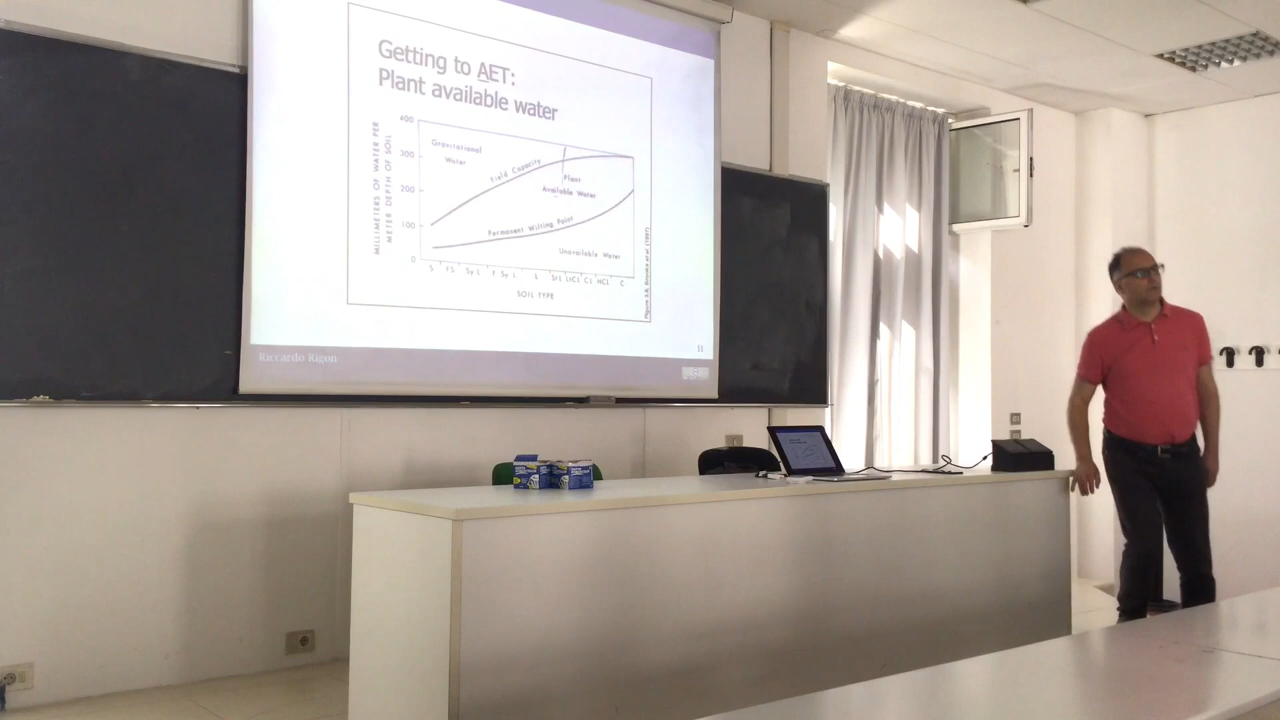 Getting to AET:
Plant available water
MILLIMETERS OF WATER PER
METER DEPTH OF SOIL
400
300
200
100
0
Gravitational
Water
Field Capacity
Plant
Available Water
Permanent Wilting Point
Unavailable Water
S FS Sy L F Sy L L SiL LiCl Cl HCL C
SOIL TYPE
Riccardo Rigon
11